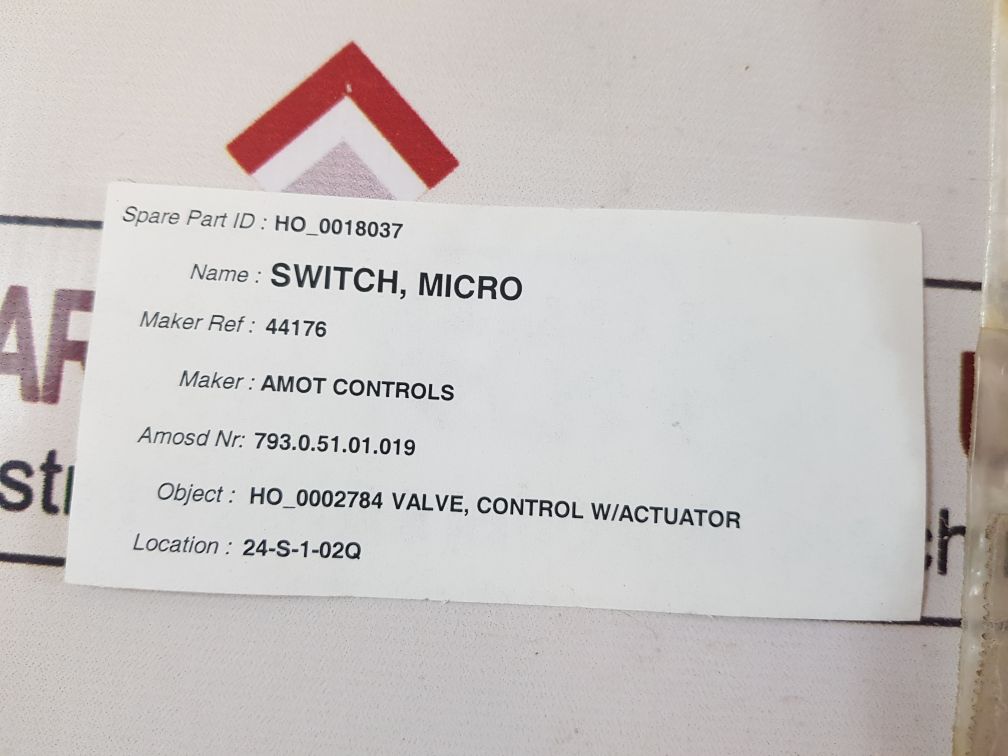 Spare Part ID : HO_0018037
Name : SWITCH, MICRO
Maker Ref : 44176
Maker : AMOT CONTROLS
Amosd Nr: 793.0.51.01.019
Object : HO_0002784 VALVE, CONTROL W/ACTUATOR
Location : 24-S-1-02Q